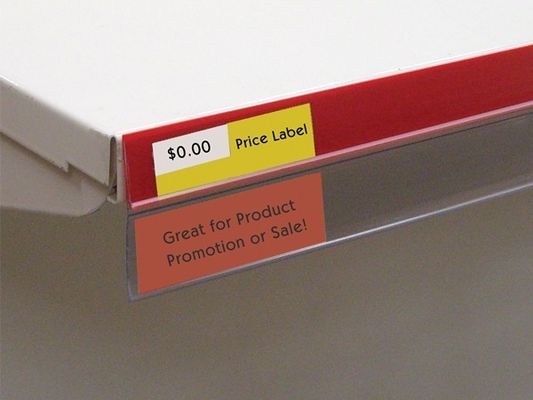 $0.00 Price Label
Great for Product
Promotion or Sale!